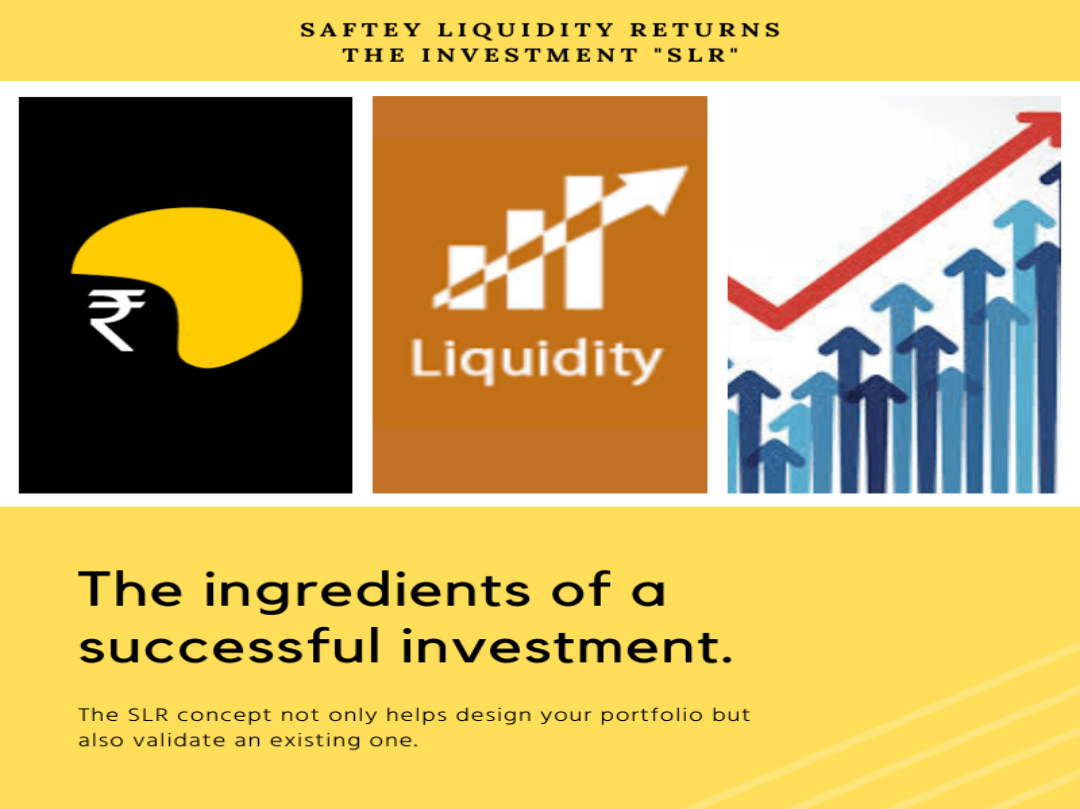 SAFTEY LIQUIDITY RETURNS
THE INVESTMENT "SLR"
₹
Liquidity
The ingredients of a
successful investment.
The SLR concept not only helps design your portfolio but
also validate an existing one.